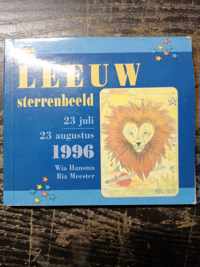 LEEUW
sterrenbeeld
23 juli
23 augustus
1996
Wia Hansma
Ria Meester